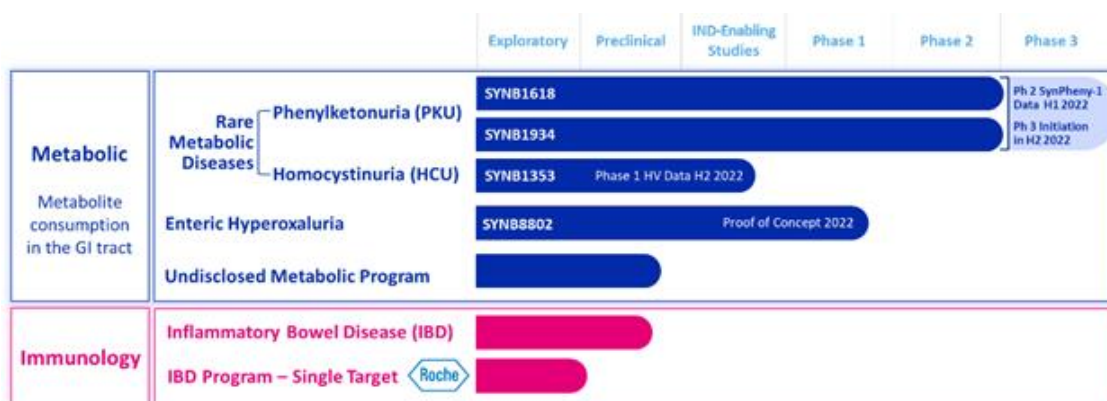 Exploratory
Preclinical
IND-Enabling
Studies
Phase 1
Phase 2
Phase 3
Metabolic
Metabolite
consumption
in the GI tract
Rare
Metabolic
Diseases
Phenylketonuria (PKU)
SYNB1618
SYNB1934
Ph 2 SynPheny-1
Data H1 2022
Ph 3 Initiation
in H2 2022
Homocystinuria (HCU)
SYNB1353
Phase 1 HV Data H2 2022
Enteric Hyperoxaluria
SYNB8802
Proof of Concept 2022
Undisclosed Metabolic Program
Immunology
Inflammatory Bowel Disease (IBD)
IBD Program – Single Target
Roche